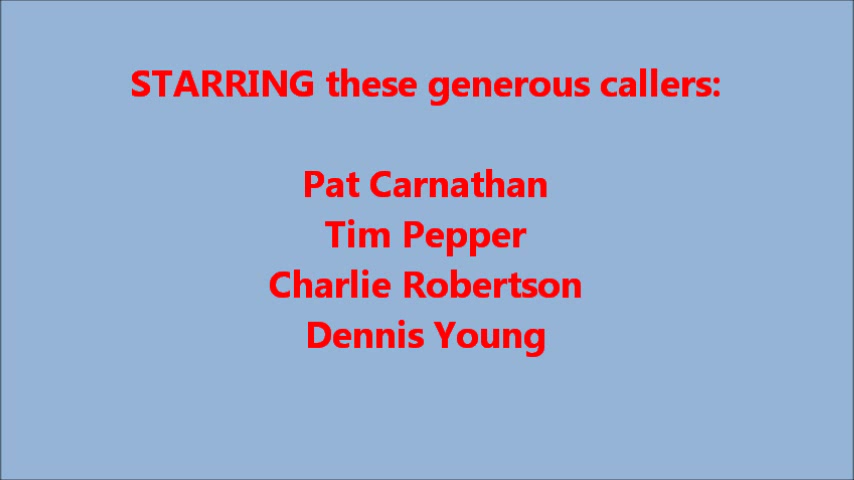 STARRING these generous callers:
Pat Carnathan
Tim Pepper
Charlie Robertson
Dennis Young